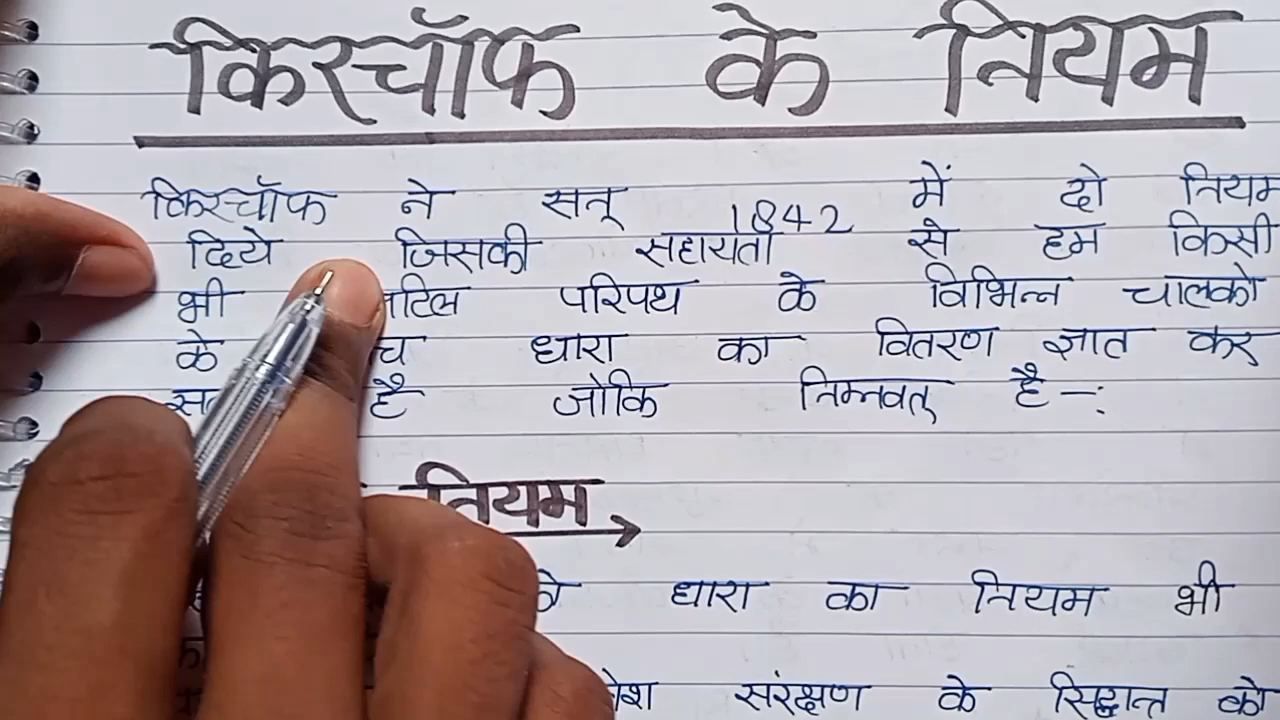 किरचॉफ के नियम
किरचॉफ ने सन् 1842 में दो नियम
दिये जिसकी सहायता से हम किसी
भी परिपथ के विभिन्न चालको
के धारा का वितरण ज्ञात कर
है जोकि निम्नवत् है -:
नियम →
धारा का नियम भी
संरक्षण के सिद्धान्त को